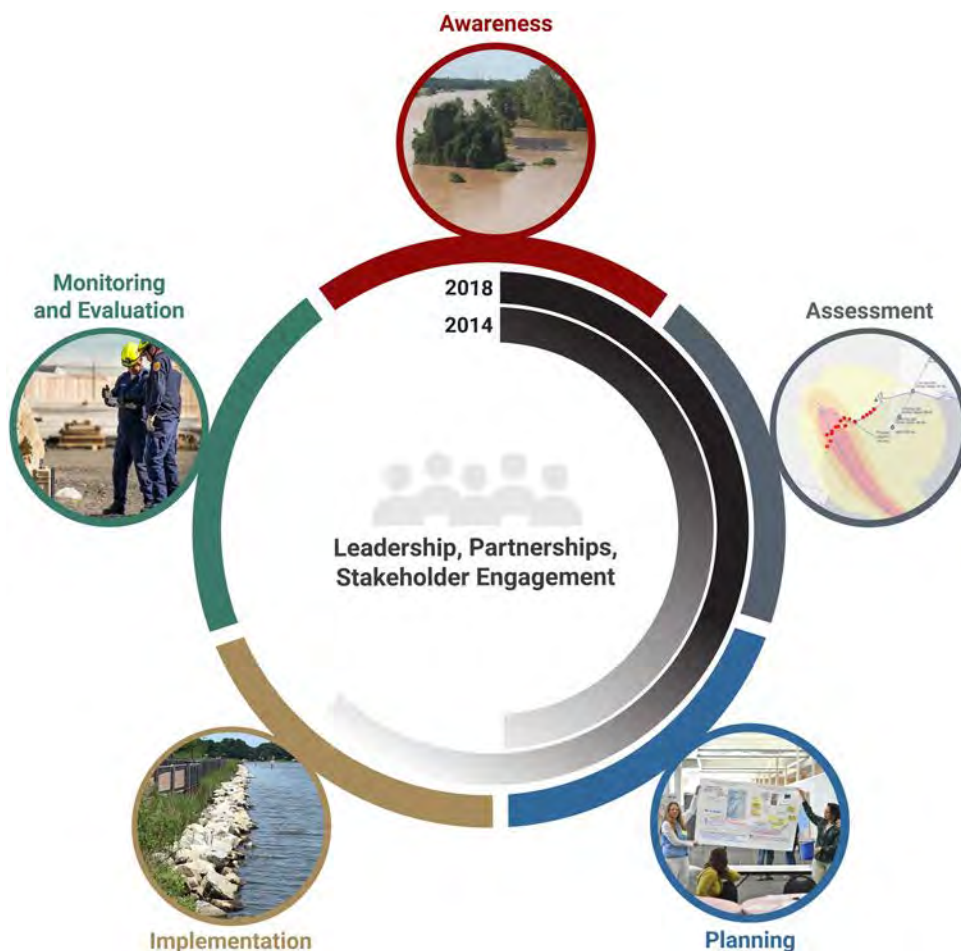 Awareness
Monitoring
and Evaluation
2018
2014
Assessment
Leadership, Partnerships,
Stakeholder Engagement
Implementation
Planning